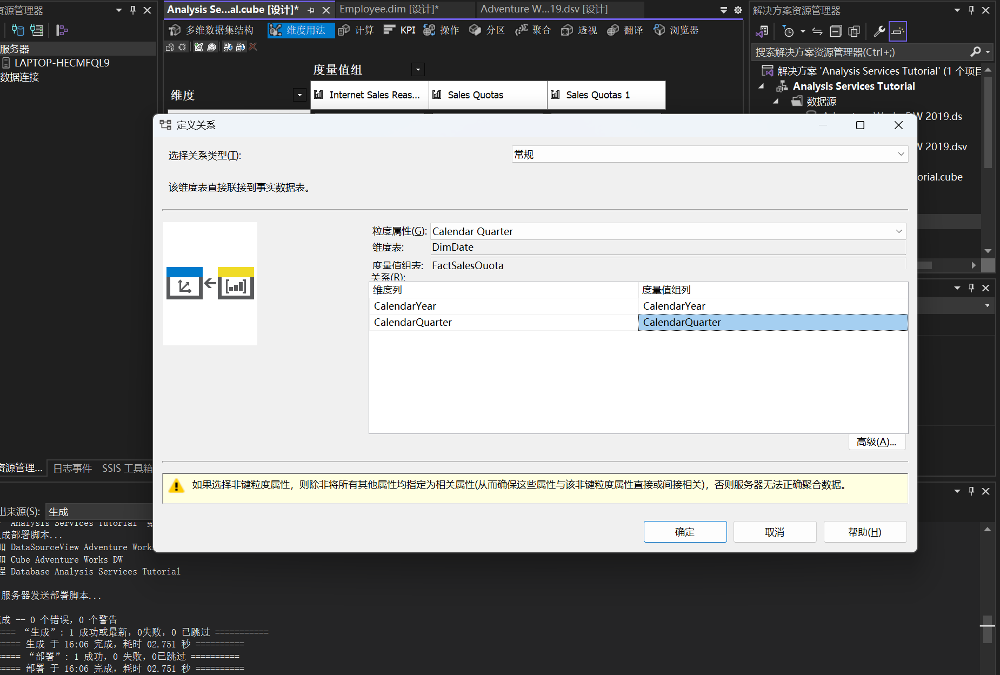 资源管理器
服务器
LAPTOP-HECMFQL9
数据连接
Analysis Se...al.cube [设计]*
Employee.dim [设计]*
Adventure W...19.dsv [设计]
多维数据集结构
维度用法
计算
KPI
操作
分区
聚合
透视
翻译
浏览器
度量值组
维度
Internet Sales Reas...
Sales Quotas
Sales Quotas 1
解决方案资源管理器
搜索解决方案资源管理器(Ctrl+;)
解决方案 'Analysis Services Tutorial' (1 个项目
Analysis Services Tutorial
数据源
W 2019.ds
W 2019.dsv
orial.cube
定义关系
选择关系类型(T):
常规
该维度表直接联接到事实数据表。
粒度属性(G):
Calendar Quarter
维度表:
DimDate
度量值组表:
FactSalesQuota
关系(R):
维度列
度量值组列
CalendarYear
CalendarYear
CalendarQuarter
CalendarQuarter
高级(A)...
如果选择非键粒度属性，则除非将所有其他属性均指定为相关属性(从而确保这些属性与该非键粒度属性直接或间接相关)，否则服务器无法正确聚合数据。
确定
取消
帮助(H)
资源管理...
日志事件
SSIS 工具箱
出来源(S):
生成
Analysis Services Tutorial
成部署脚本...
加 DataSourceView Adventure Works
加 Cube Adventure Works DW
程 Database Analysis Services Tutorial
服务器发送部署脚本...
成 -- 0 个错误，0 个警告
==== “生成”: 1 成功或最新，0失败，0 已跳过 ===========
===== 生成 于 16:06 完成，耗时 02.751 秒 ==========
===== “部署”: 1 成功，0 失败，0已跳过 ==========
===== 部署 于 16:06 完成，耗时 02.751 秒 ==========